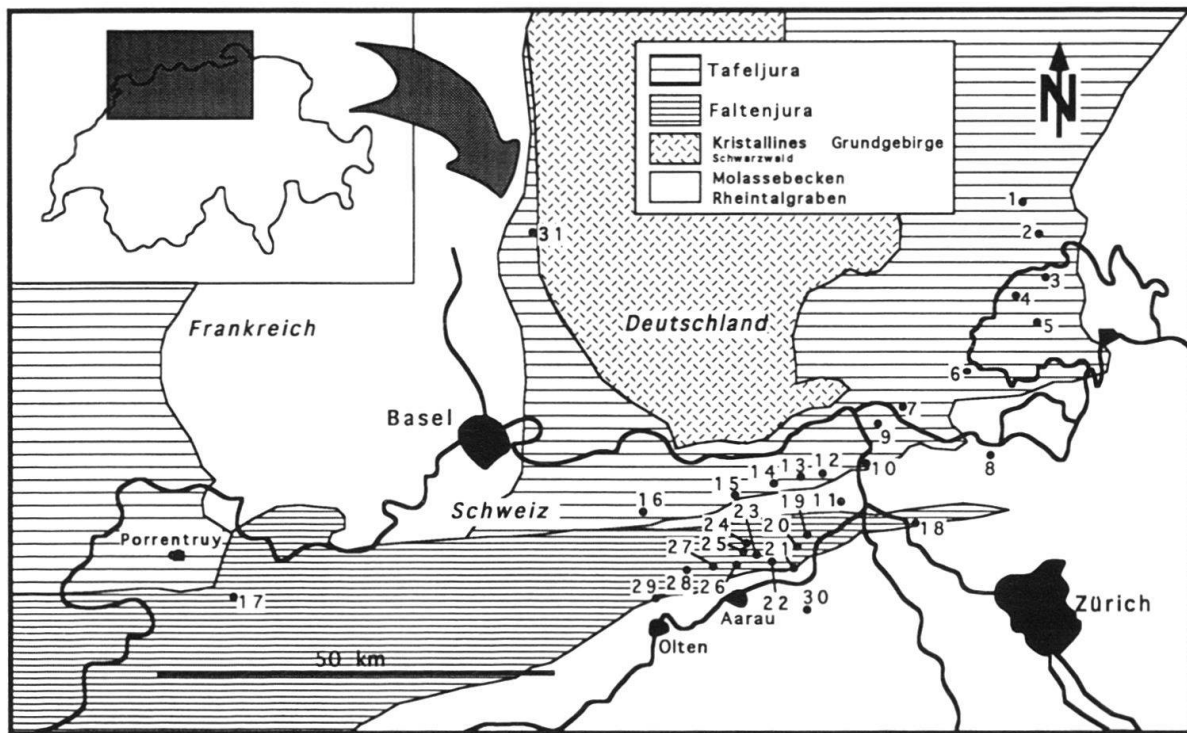 N
Tafeljura
Faltenjura
Kristallines Grundgebirge
Schwarzwald
Molassebecken
Rheintalgraben
1
2
31
3
4
Frankreich
Deutschland
5
6
7
Basel
9
8
14 13 12
10
15
16
Schweiz
23 19 11
24 20
18
Porrentruy
27 25 21
17
29 28 26
22 30
Aarau
Zürich
Olten
50 km